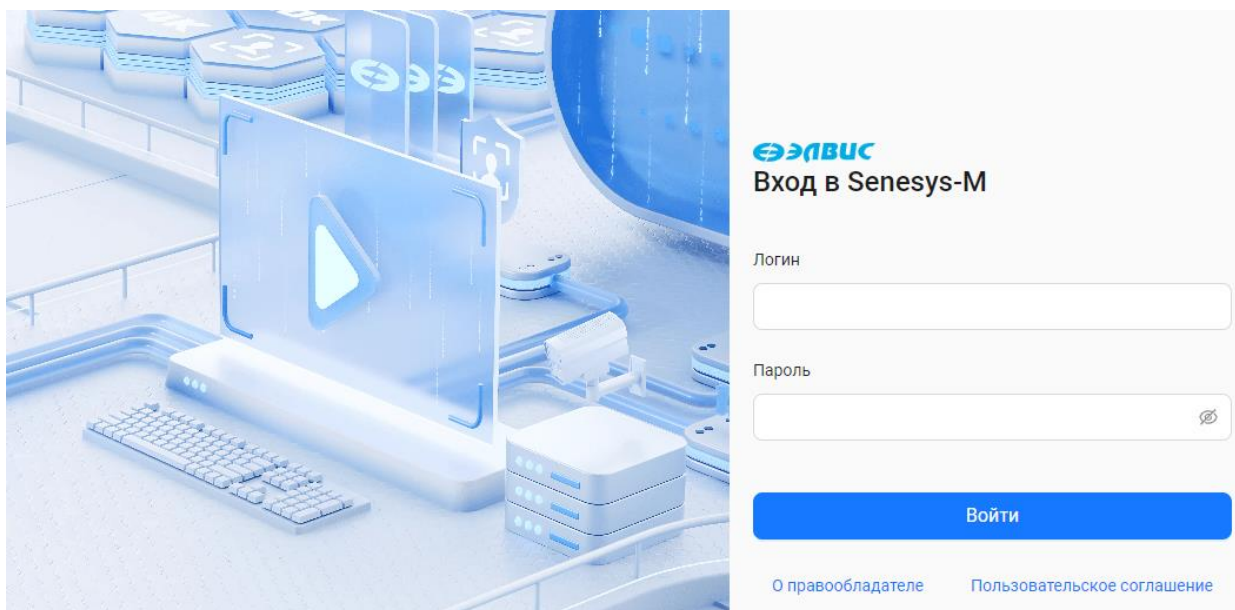 ЭЛВИС
Вход в Senesys-M
Логин
Пароль
Войти
О правообладателе Пользовательское соглашение